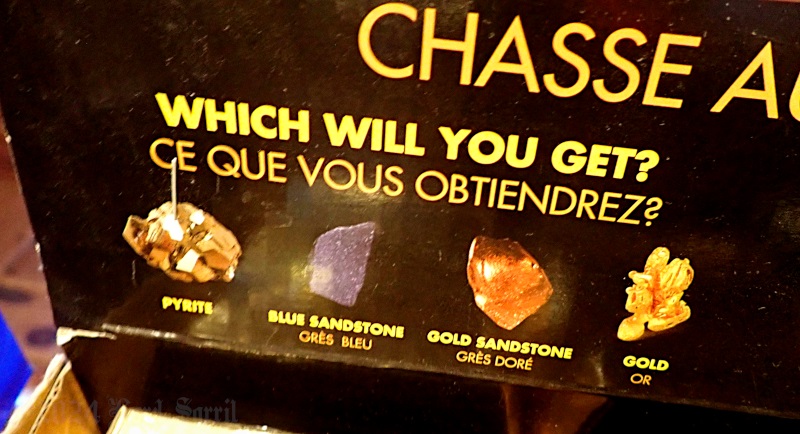 CHASSE AU
WHICH WILL YOU GET?
CE QUE VOUS OBTIENDREZ?
PYRITE
BLUE SANDSTONE
GRÈS BLEU
GOLD SANDSTONE
GRÈS DORÉ
GOLD
OR